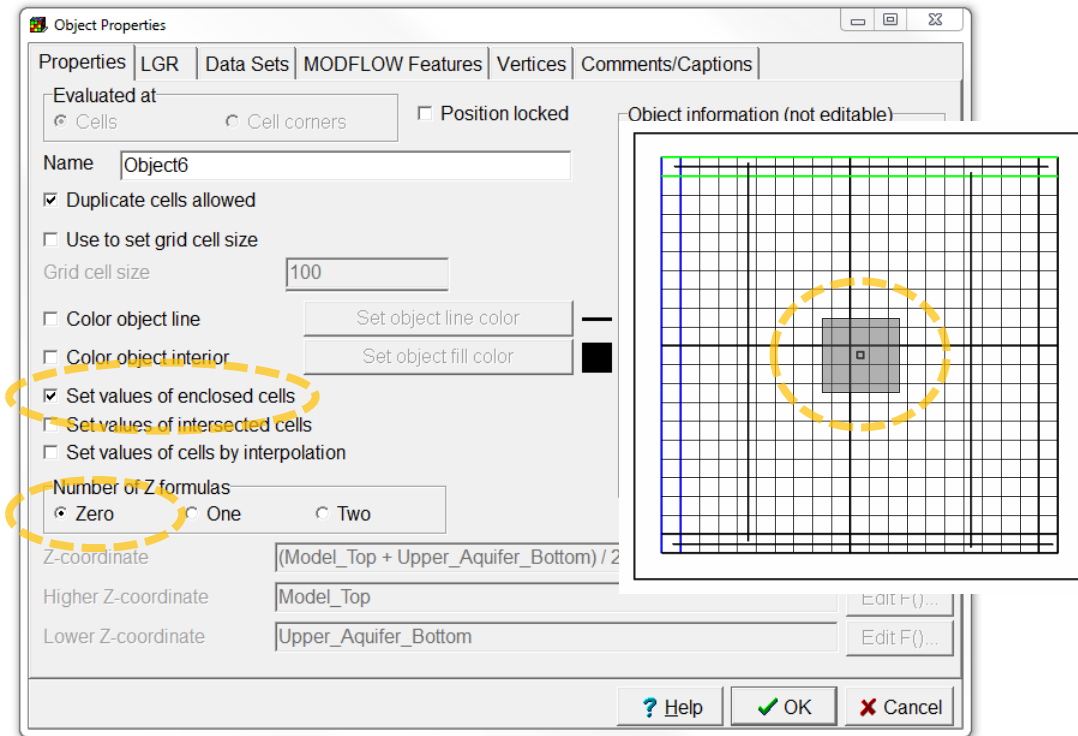 Object Properties
Properties LGR Data Sets MODFLOW Features Vertices Comments/Captions
Evaluated at
Cells Cell corners
Position locked
Object information (not editable)
Name Object6
Duplicate cells allowed
Use to set grid cell size
Grid cell size 100
Color object line Set object line color
Color object interior Set object fill color
Set values of enclosed cells
Set values of intersected cells
Set values of cells by interpolation
Number of Z formulas
Zero One Two
Z-coordinate (Model_Top + Upper_Aquifer_Bottom) / 2
Higher Z-coordinate Model_Top Edit F()...
Lower Z-coordinate Upper_Aquifer_Bottom Edit F()...
? Help OK Cancel